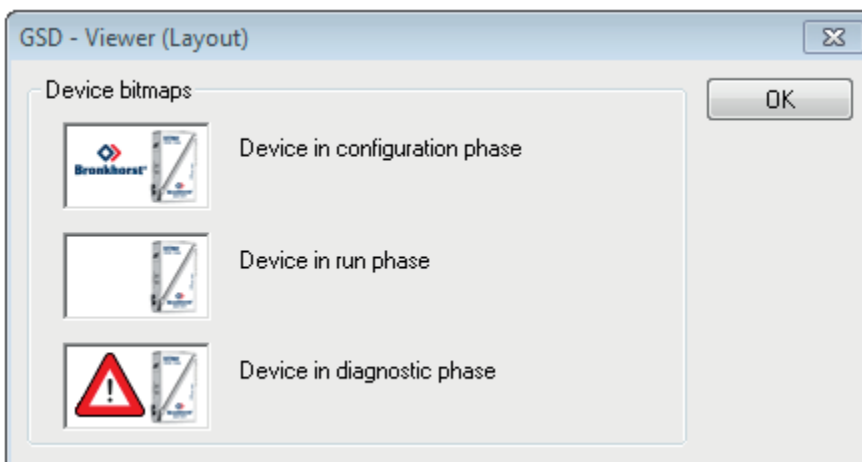 GSD - Viewer (Layout)
Device bitmaps
OK
Bronkhorst®
Device in configuration phase
Device in run phase
Device in diagnostic phase